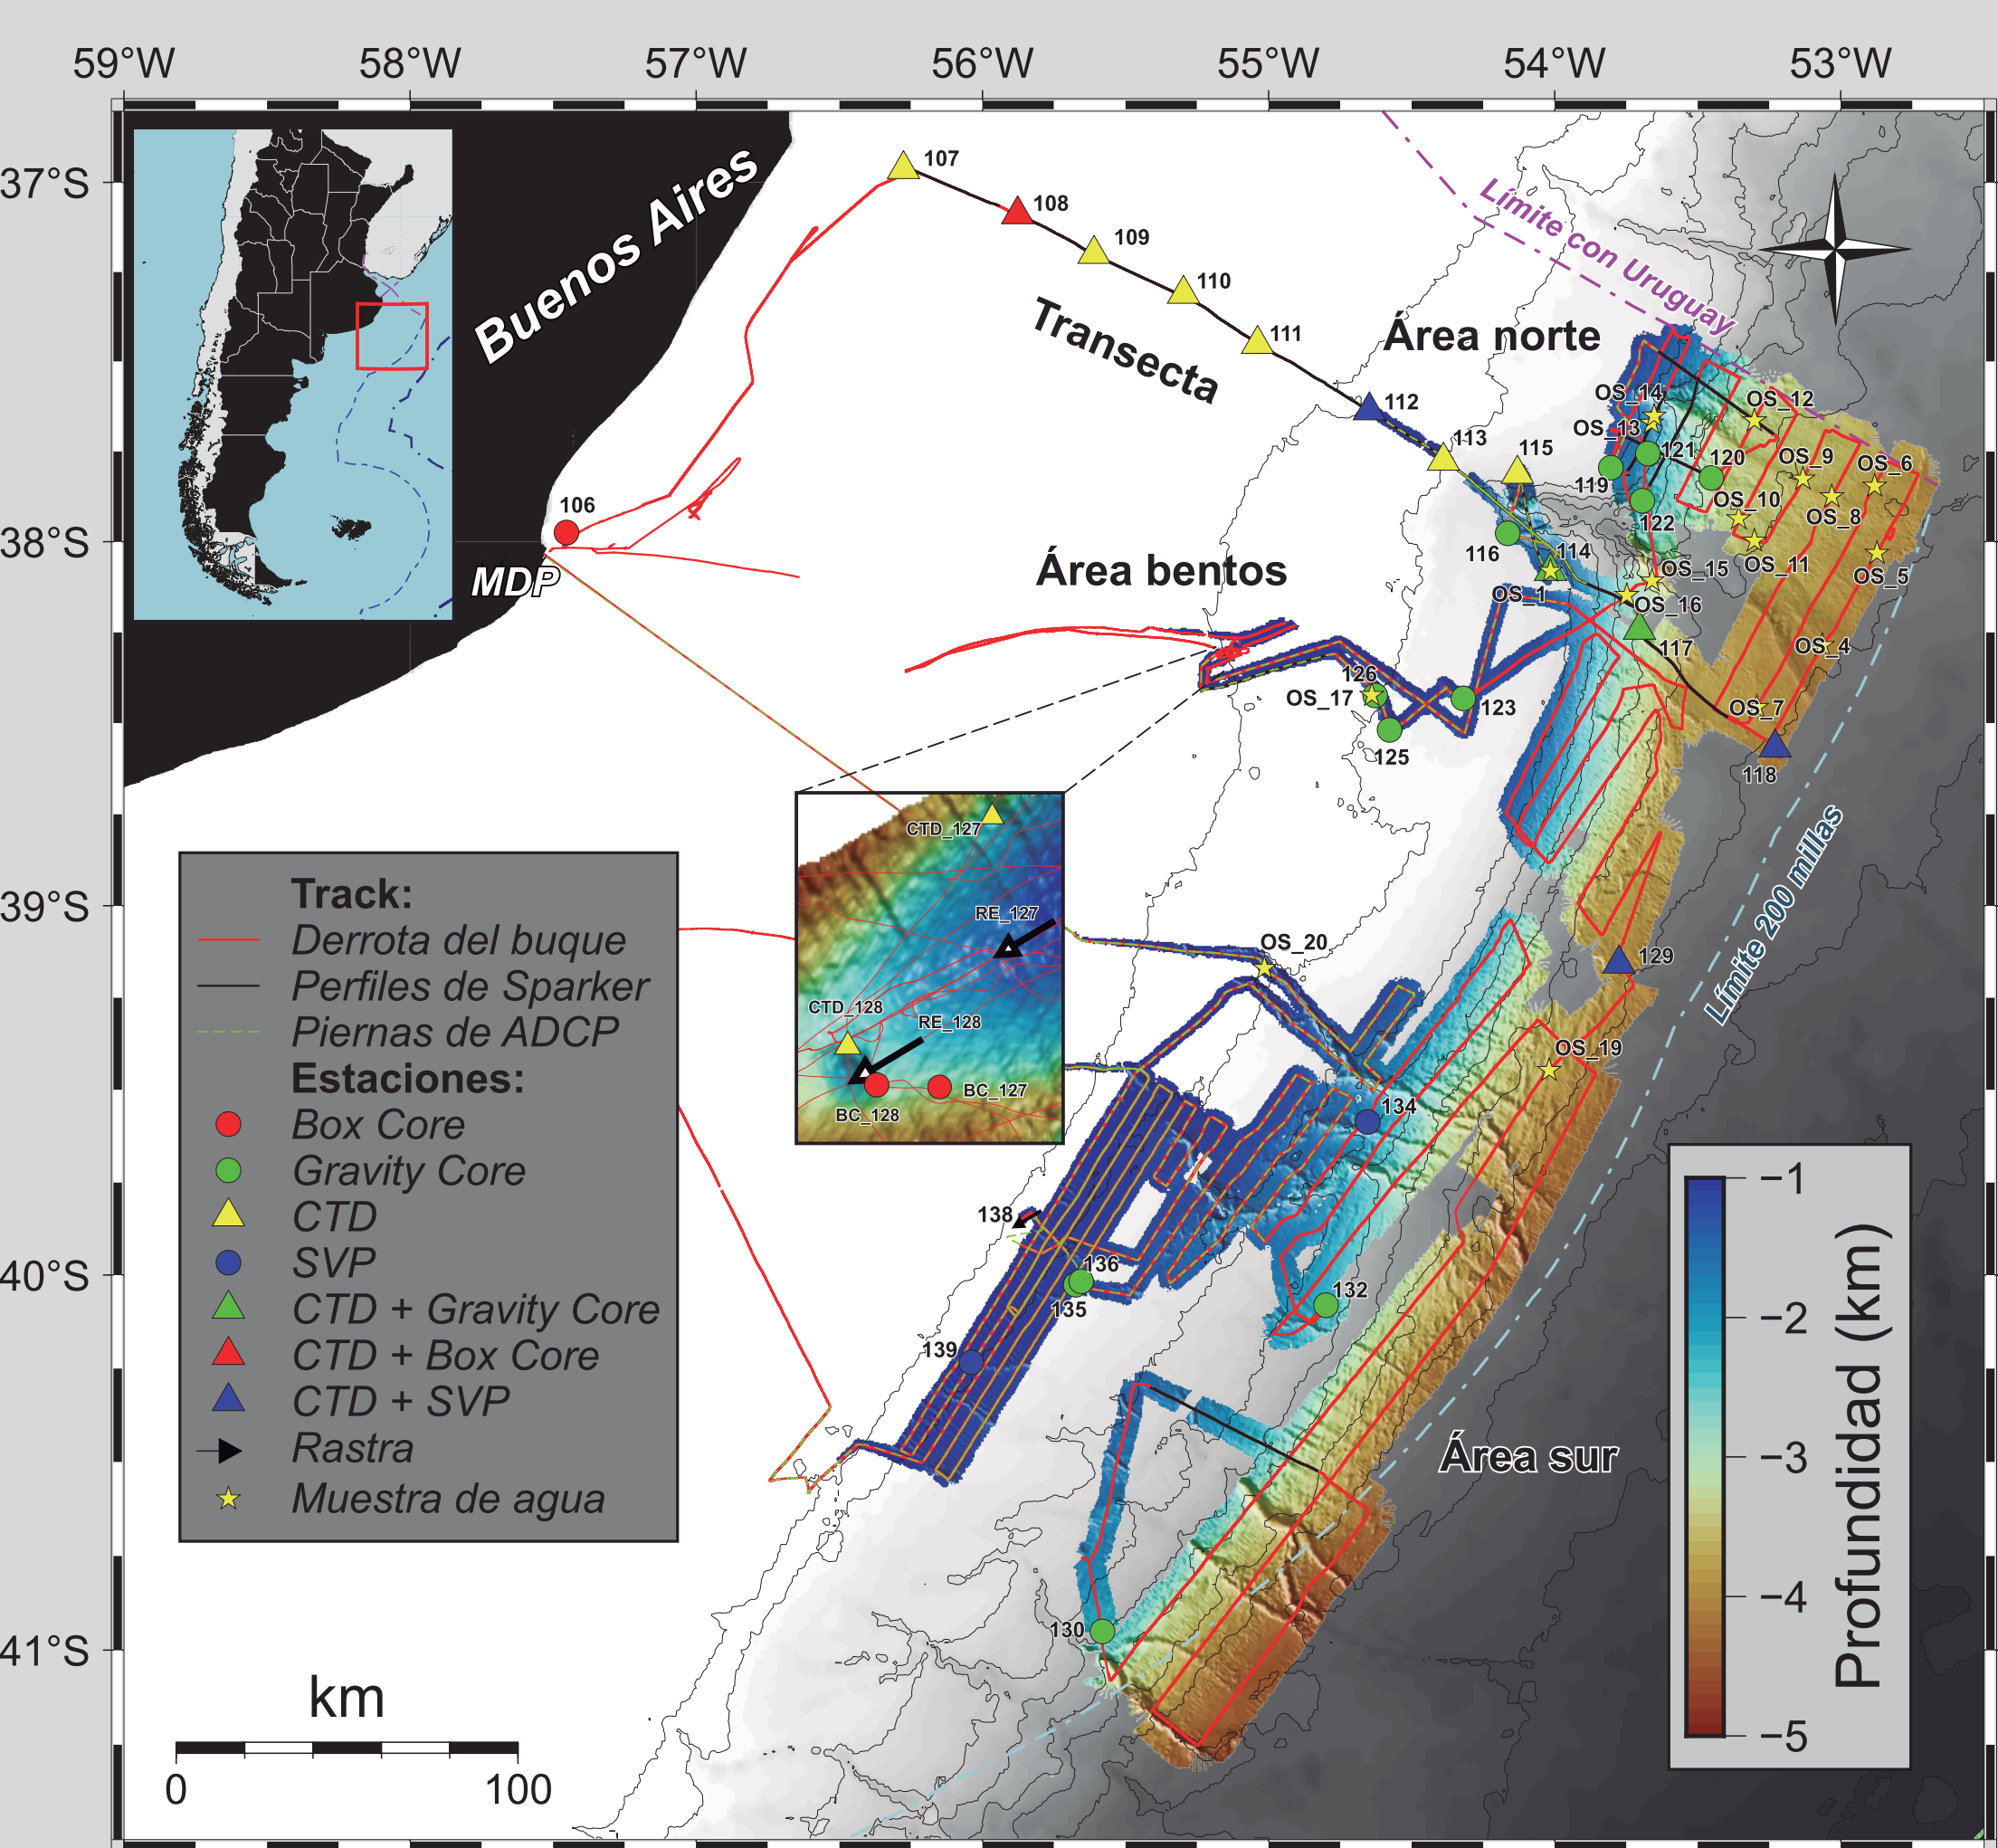 59°W 58°W 57°W 56°W 55°W 54°W 53°W
37°S
38°S
39°S
40°S
41°S
Buenos Aires
MDP
Transecta
Límite con Uruguay
Área norte
Área bentos
Área sur
Límite 200 millas
107
108
109
110
111
112
113
115
106
OS_14
OS_12
OS_13
121
120
OS_9
OS_6
119
OS_10
OS_8
122
116
114
OS_11
OS_15
OS_5
OS_1
OS_16
117
OS_4
126
OS_17
123
OS_7
125
118
CTD_127
RE_127
CTD_128
RE_128
BC_127
BC_128
OS_20
129
OS_19
134
138
136
135
132
139
130
Track:
Derrota del buque
Perfiles de Sparker
Piernas de ADCP
Estaciones:
Box Core
Gravity Core
CTD
SVP
CTD + Gravity Core
CTD + Box Core
CTD + SVP
Rastra
Muestra de agua
km
0 100
Profundidad (km)
−1
−2
−3
−4
−5